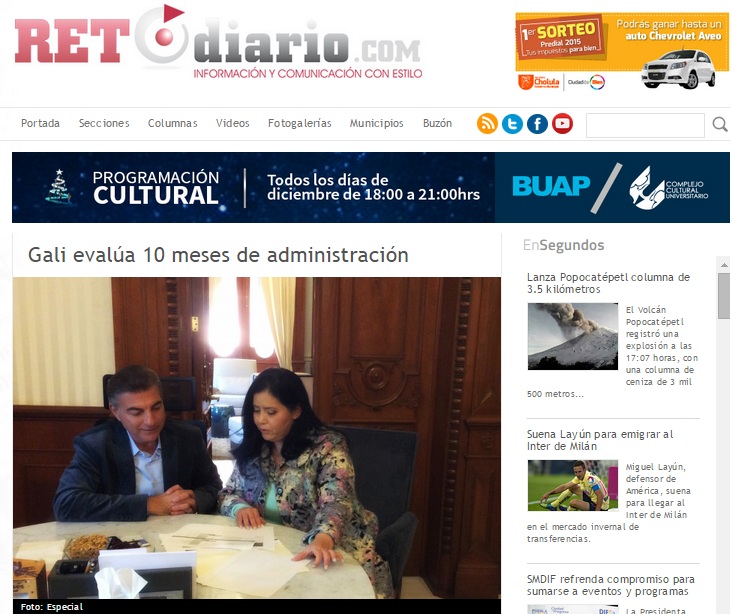 RETOdiario.COM
INFORMACIÓN Y COMUNICACIÓN CON ESTILO
1er SORTEO
Predial 2015
Tus impuestos para bien.
Podrás ganar hasta un
auto Chevrolet Aveo
Cholula
Ciudad de Bien
Portada Secciones Columnas Videos Fotogalerías Municipios Buzón
PROGRAMACIÓN
CULTURAL
Todos los días de
diciembre de 18:00 a 21:00hrs
BUAP
COMPLEJO
CULTURAL
UNIVERSITARIO
Gali evalúa 10 meses de administración
Foto: Especial
EnSegundos
Lanza Popocatépetl columna de
3.5 kilómetros
El Volcán
Popocatépetl
registró una
explosión a las
17:07 horas, con
una columna de
ceniza de 3 mil
500 metros...
Suena Layún para emigrar al
Inter de Milán
Miguel Layún,
defensor de
América, suena
para llegar al
Inter de Milán
en el mercado invernal de
transferencias.
SMDIF refrenda compromiso para
sumarse a eventos y programas
La Presidenta